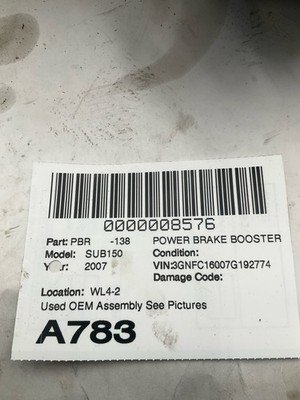 0000008576
Part: PBR -138 POWER BRAKE BOOSTER
Model: SUB150 Condition:
2007 VIN:3GNFC16007G192774
Damage Code:
Location: WL4-2
Used OEM Assembly See Pictures
A783